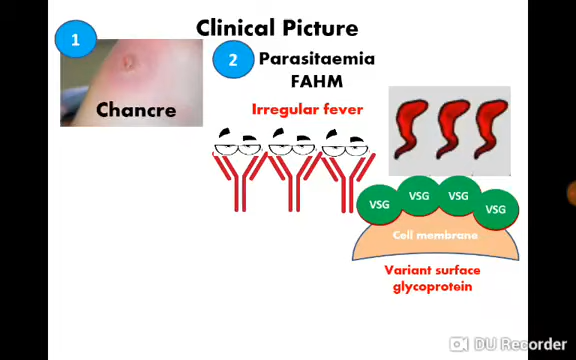 Clinical Picture
1
Chancre
2
Parasitaemia
FAHM
Irregular fever
VSG
VSG
VSG
VSG
Cell membrane
Variant surface
glycoprotein
DU Recorder